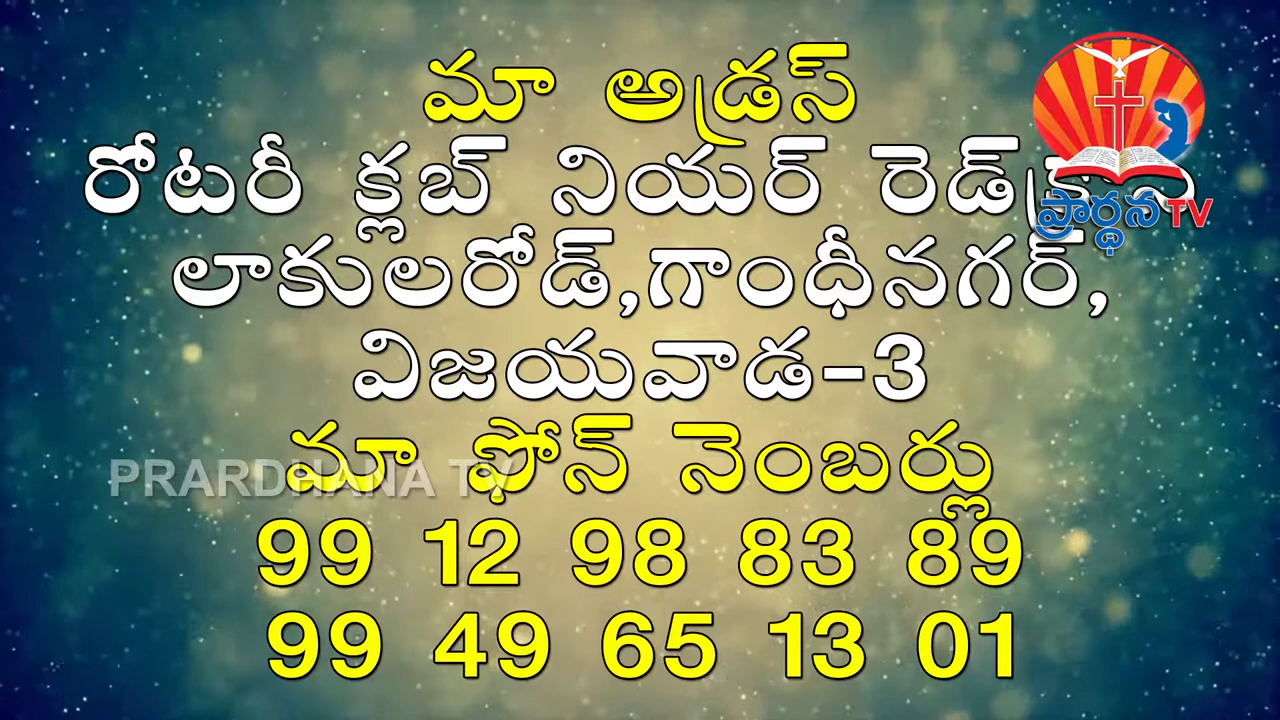 మా అడ్రస్
రోటరీ క్లబ్ నియర్ రెడ్
లాకులరోడ్,గాంధీనగర్,
విజయవాడ-3
మా ఫోన్ నెంబర్లు
99 12 98 83 89
99 49 65 13 01
ప్రార్థన TV
PRARDHANA TV